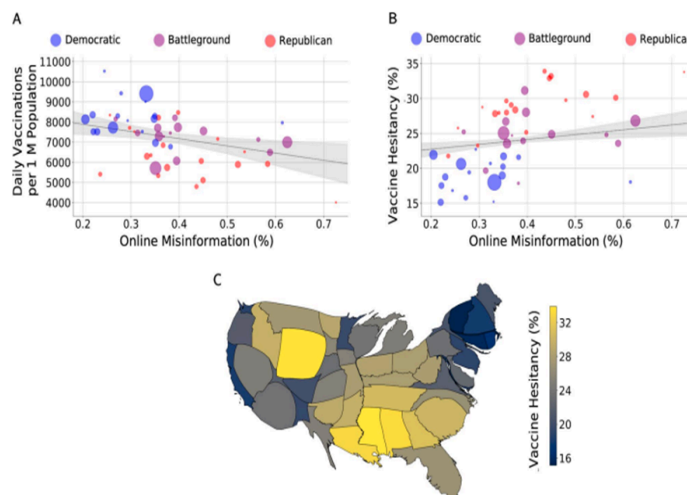 A
Democratic Battleground Republican
Daily Vaccinations
per 1 M Population
11000
10000
9000
8000
7000
6000
5000
4000
0.2 0.3 0.4 0.5 0.6 0.7
Online Misinformation (%)
B
Democratic Battleground Republica
Vaccine Hesitancy (%)
35
30
25
20
15
0.2 0.3 0.4 0.5 0.6 0.7
Online Misinformation (%)
C
32
28
24
20
16
Vaccine Hesitancy (%)